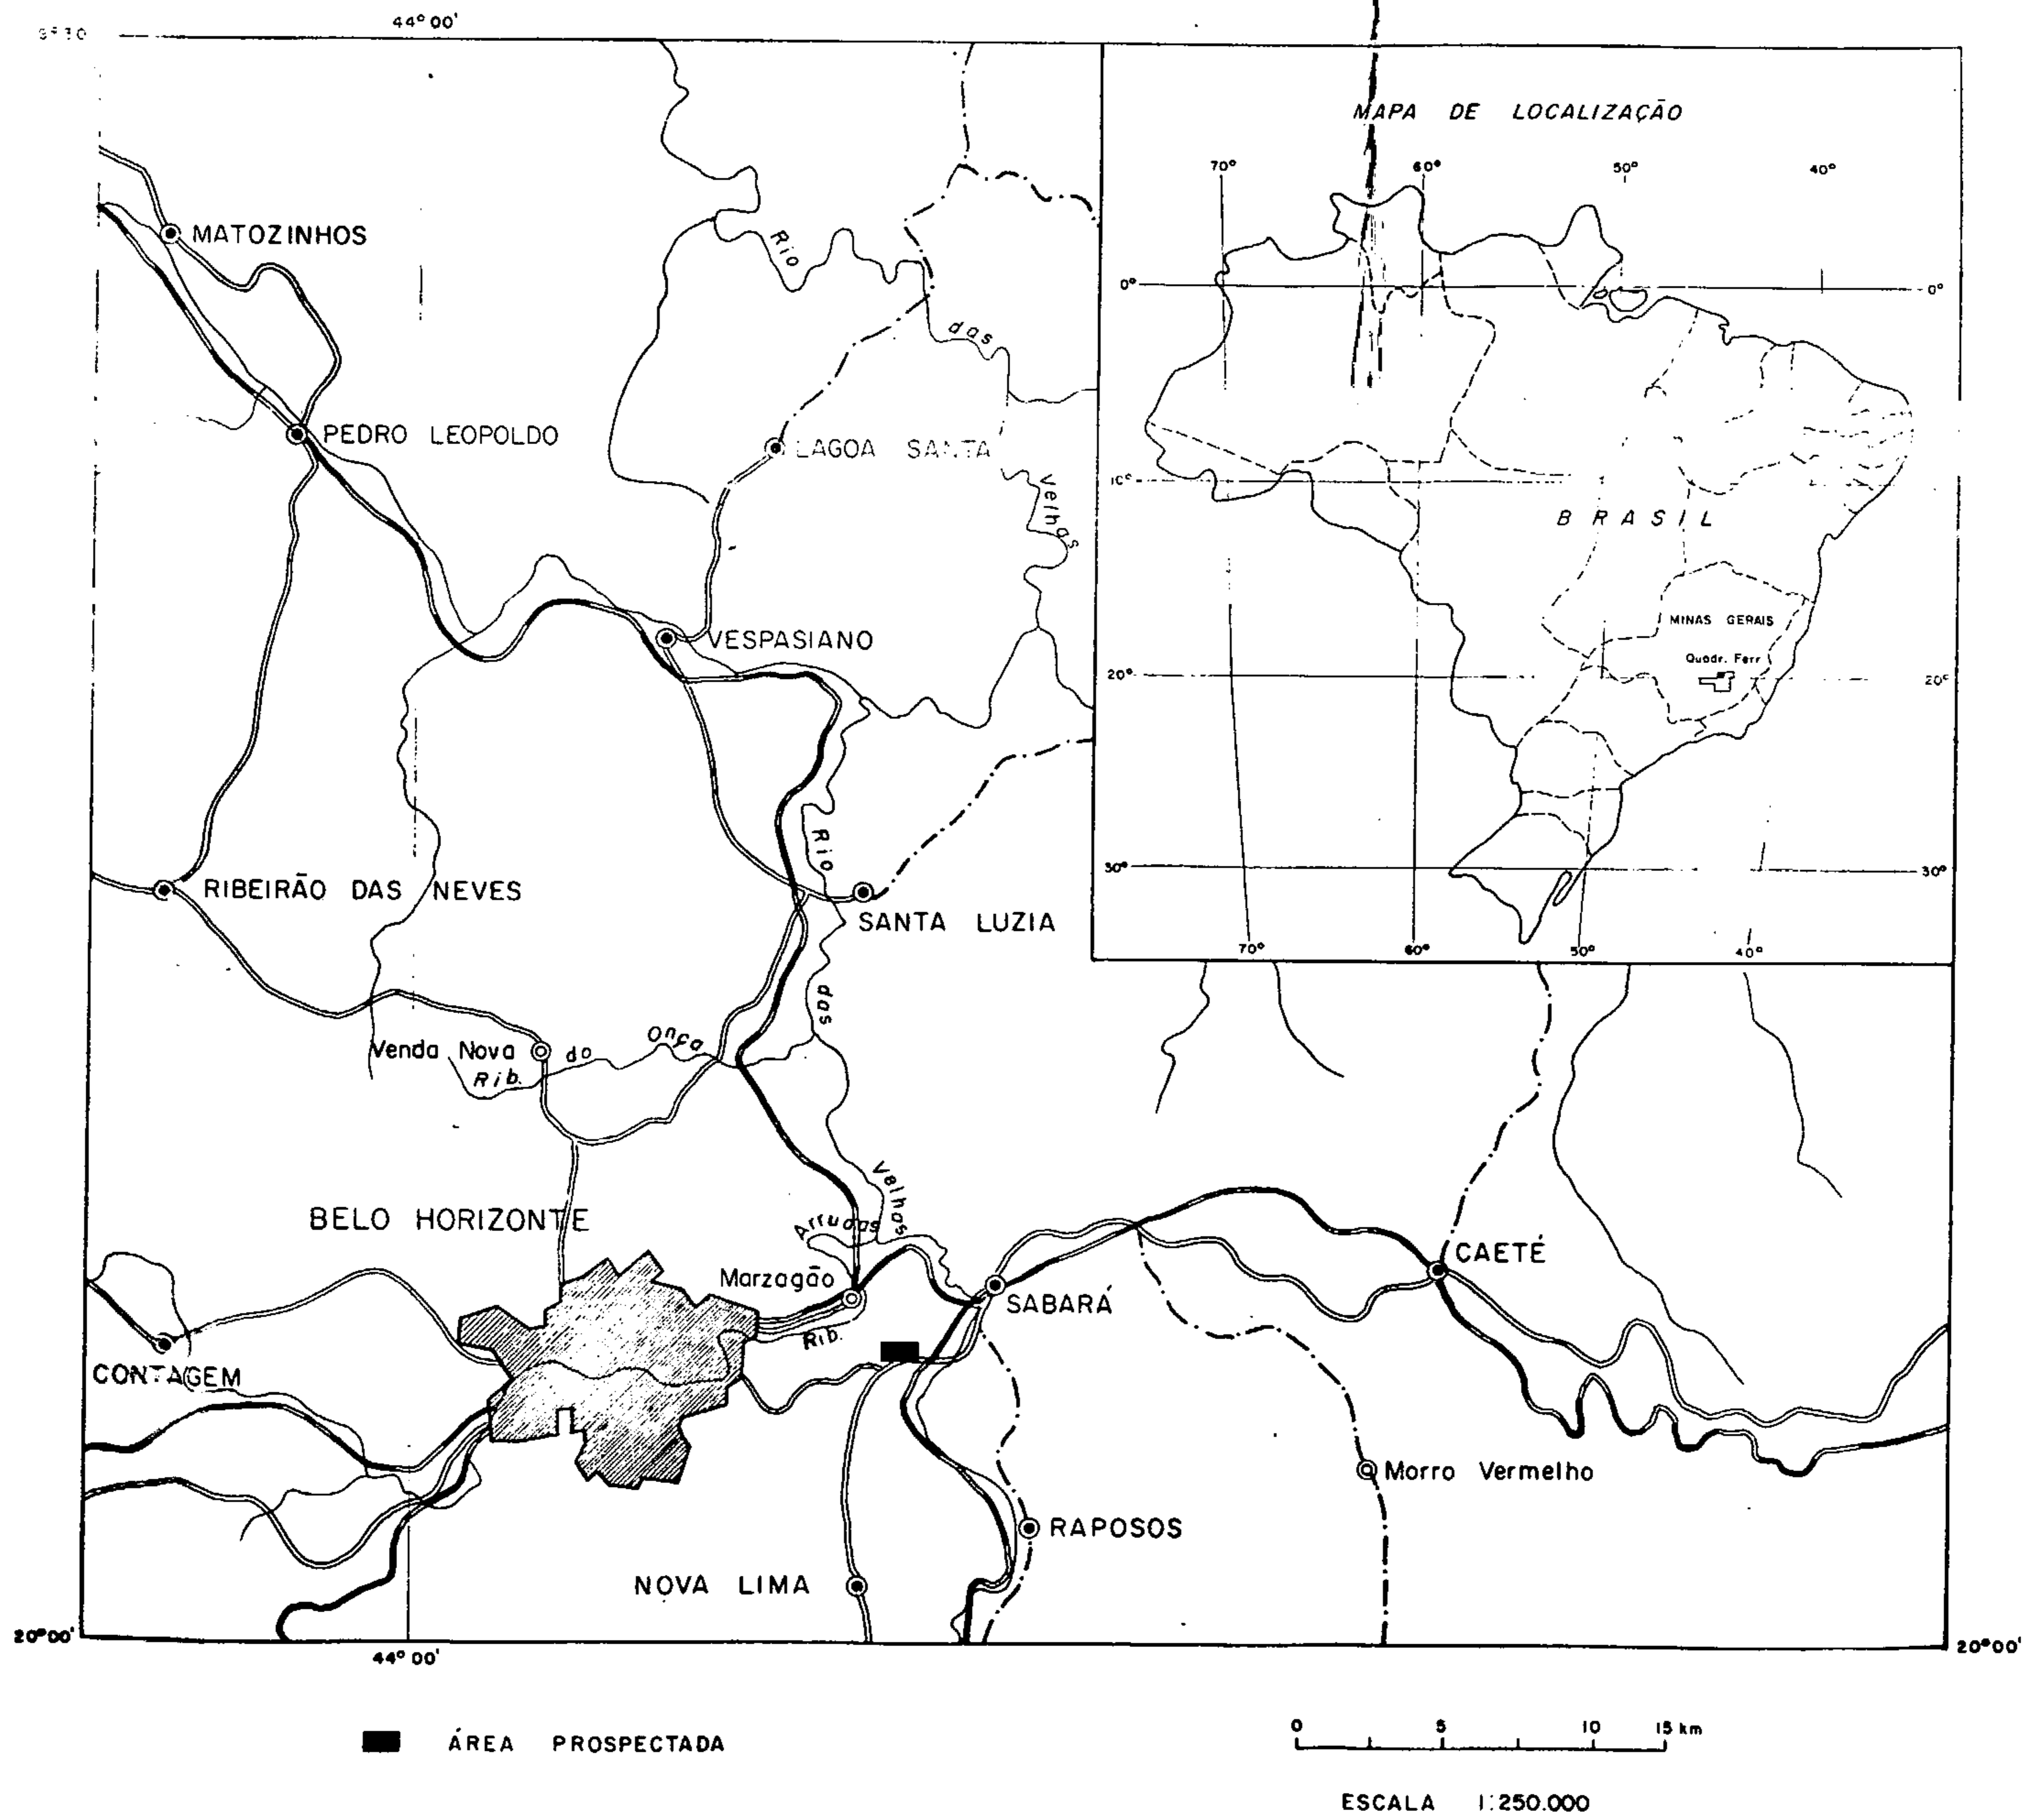 44° 00'
MAPA DE LOCALIZAÇÃO
70° 60° 50° 40°
MATOZINHOS
Rio
0° 0°
das
PEDRO LEOPOLDO
LAGOA SANTA
10°
Velhas
BRASIL
MINAS GERAIS
VESPASIANO
Quadr. Ferr.
20° 20°
Rio
30° 30°
RIBEIRÃO DAS NEVES
SANTA LUZIA
70° 60° 50° 40°
das
Venda Nova
Rib. do Onça
Velhas
BELO HORIZONTE
Arrudas
CAETÉ
Marzagão
SABARÁ
Rib.
CONTAGEM
Morro Vermelho
RAPOSOS
NOVA LIMA
20°00' 20°00'
44° 00'
ÁREA PROSPECTADA
0 5 10 15 km
ESCALA 1:250.000